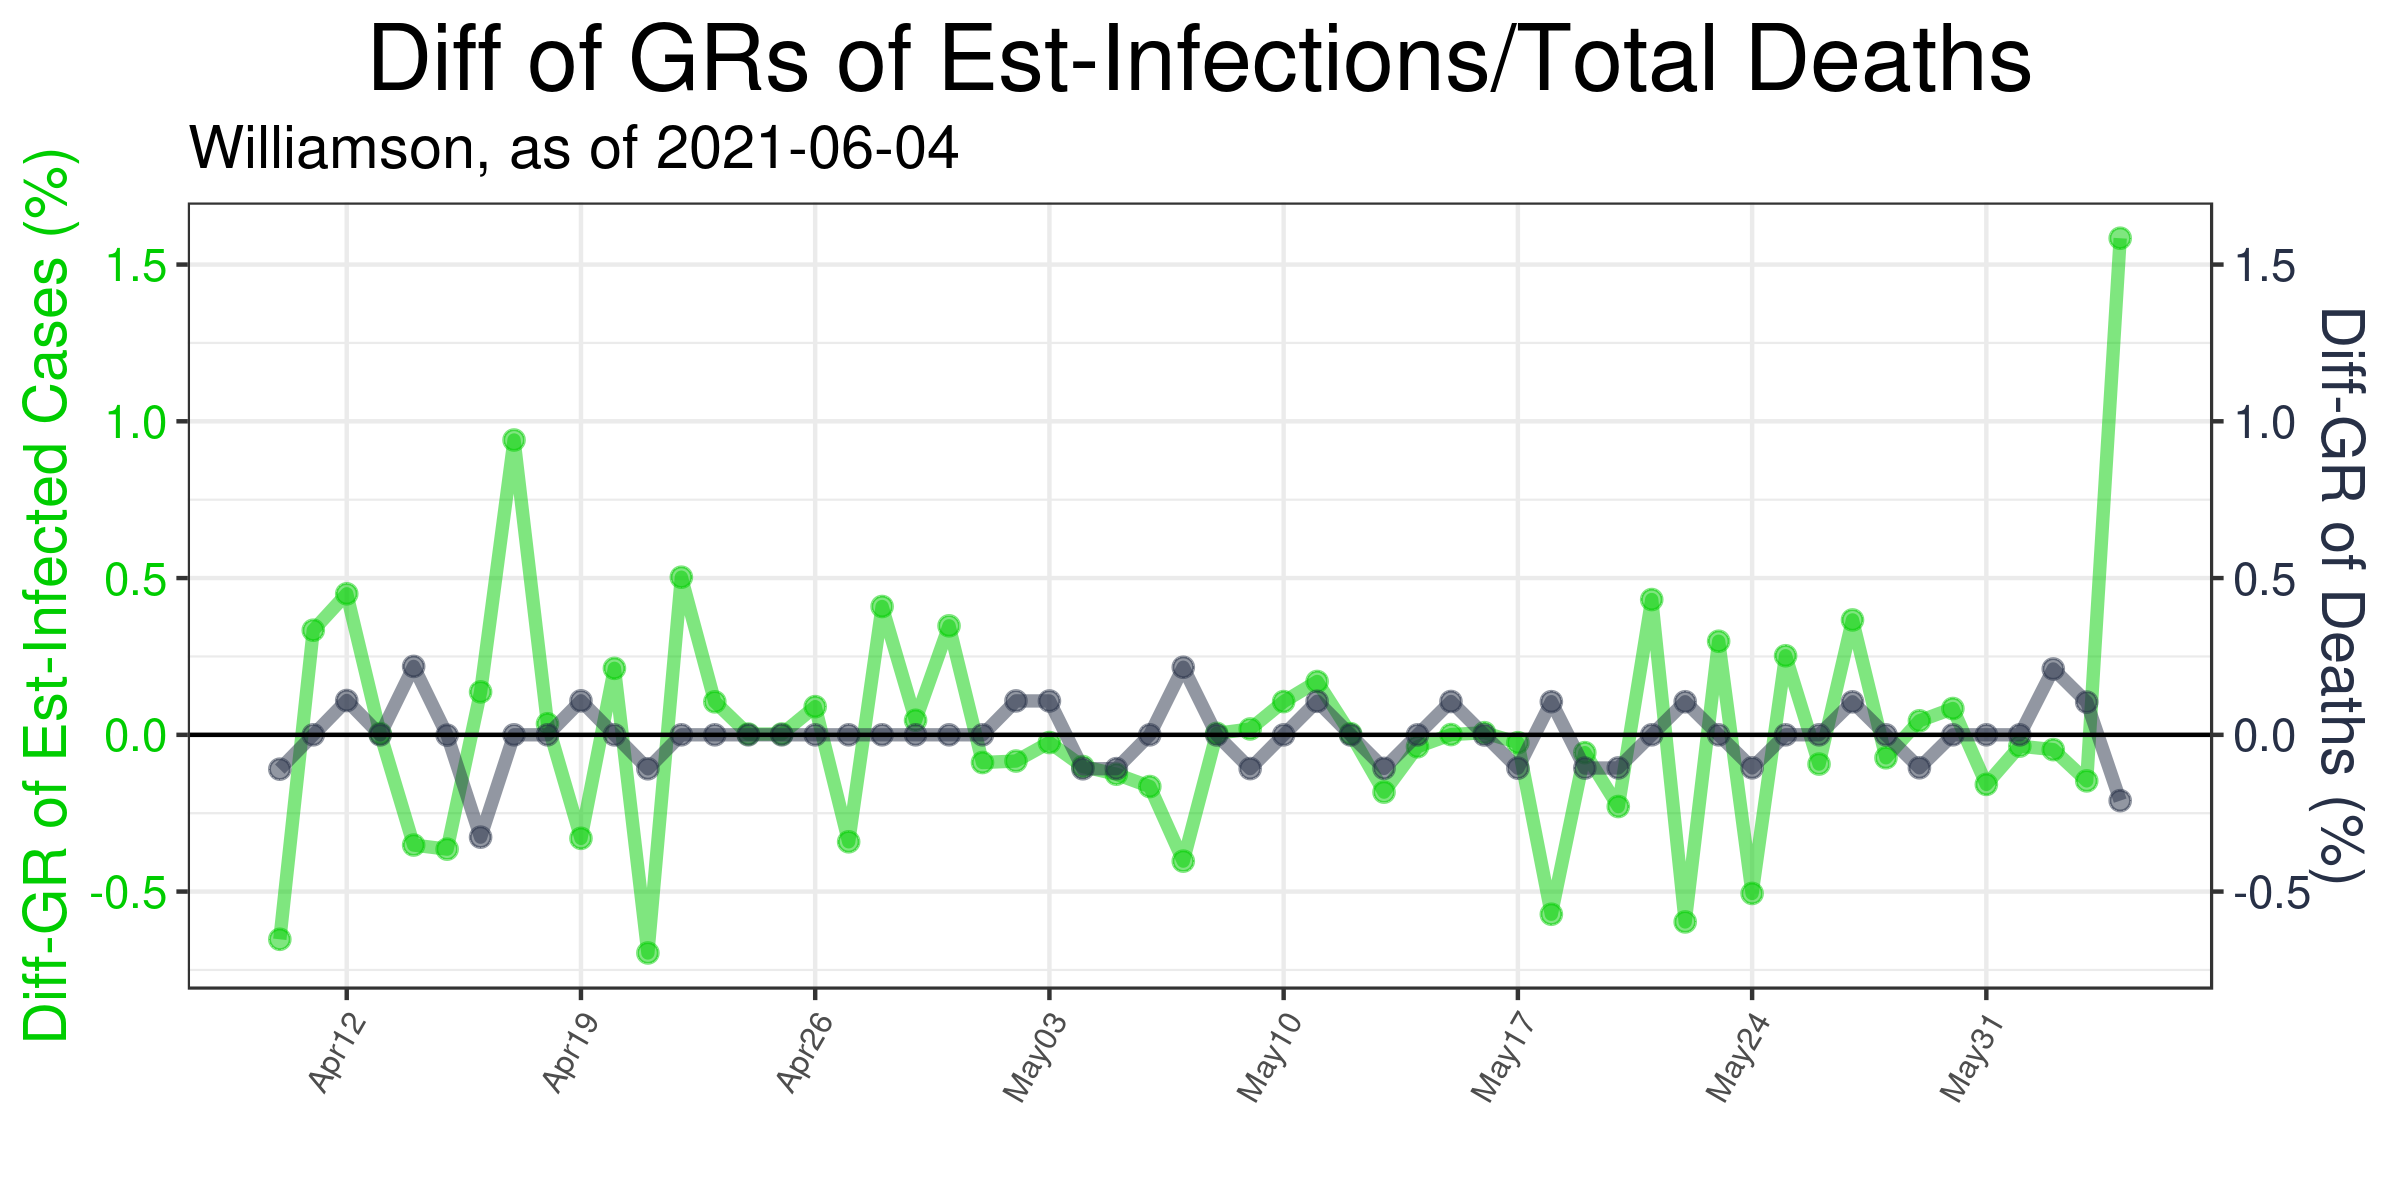 Diff of GRs of Est-Infections/Total Deaths
Williamson, as of 2021-06-04
Diff-GR of Est-Infected Cases (%)
1.5
1.0
0.5
0.0
-0.5
1.5
1.0
0.5
0.0
-0.5
Diff-GR of Deaths (%)
Apr12
Apr19
Apr26
May03
May10
May17
May24
May31